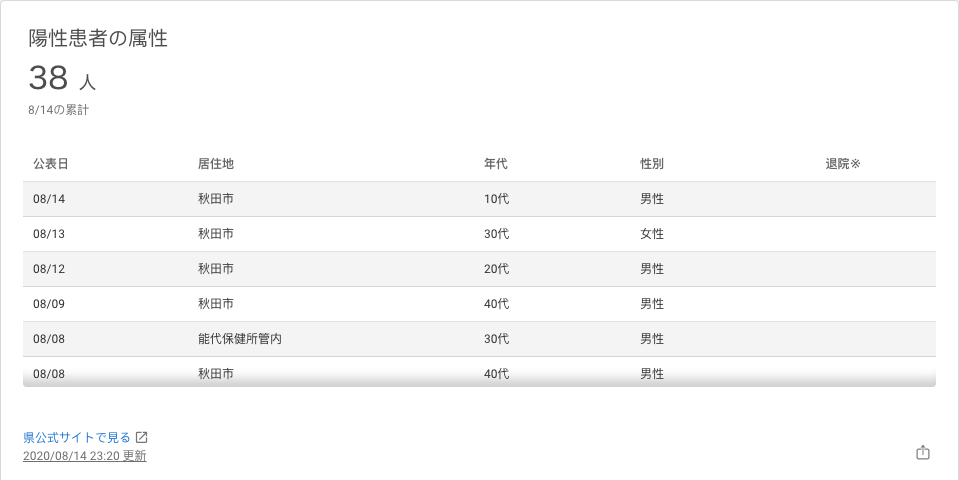 陽性患者の属性
38 人
8/14の累計
公表日 居住地 年代 性別 退院※
08/14 秋田市 10代 男性
08/13 秋田市 30代 女性
08/12 秋田市 20代 男性
08/09 秋田市 40代 男性
08/08 能代保健所管内 30代 男性
08/08 秋田市 40代 男性
県公式サイトで見る
2020/08/14 23:20 更新